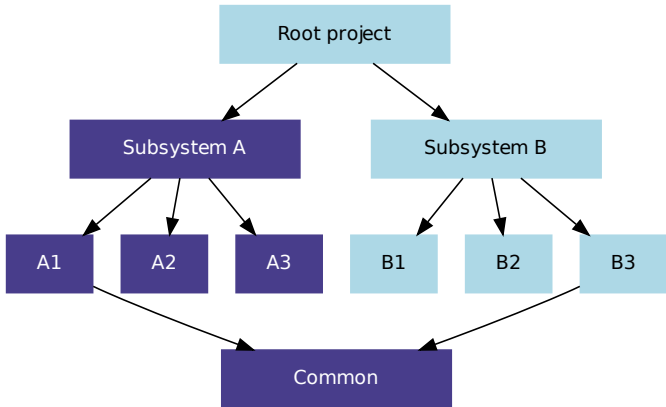 Root project
Subsystem A
Subsystem B
A1
A2
A3
B1
B2
B3
Common